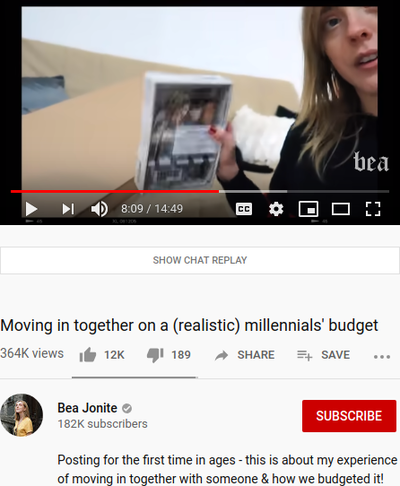 bea
8:09 / 14:49
CC
SHOW CHAT REPLAY
Moving in together on a (realistic) millennials' budget
364K views 12K 189 SHARE SAVE
Bea Jonite
182K subscribers
SUBSCRIBE
Posting for the first time in ages - this is about my experience
of moving in together with someone & how we budgeted it!